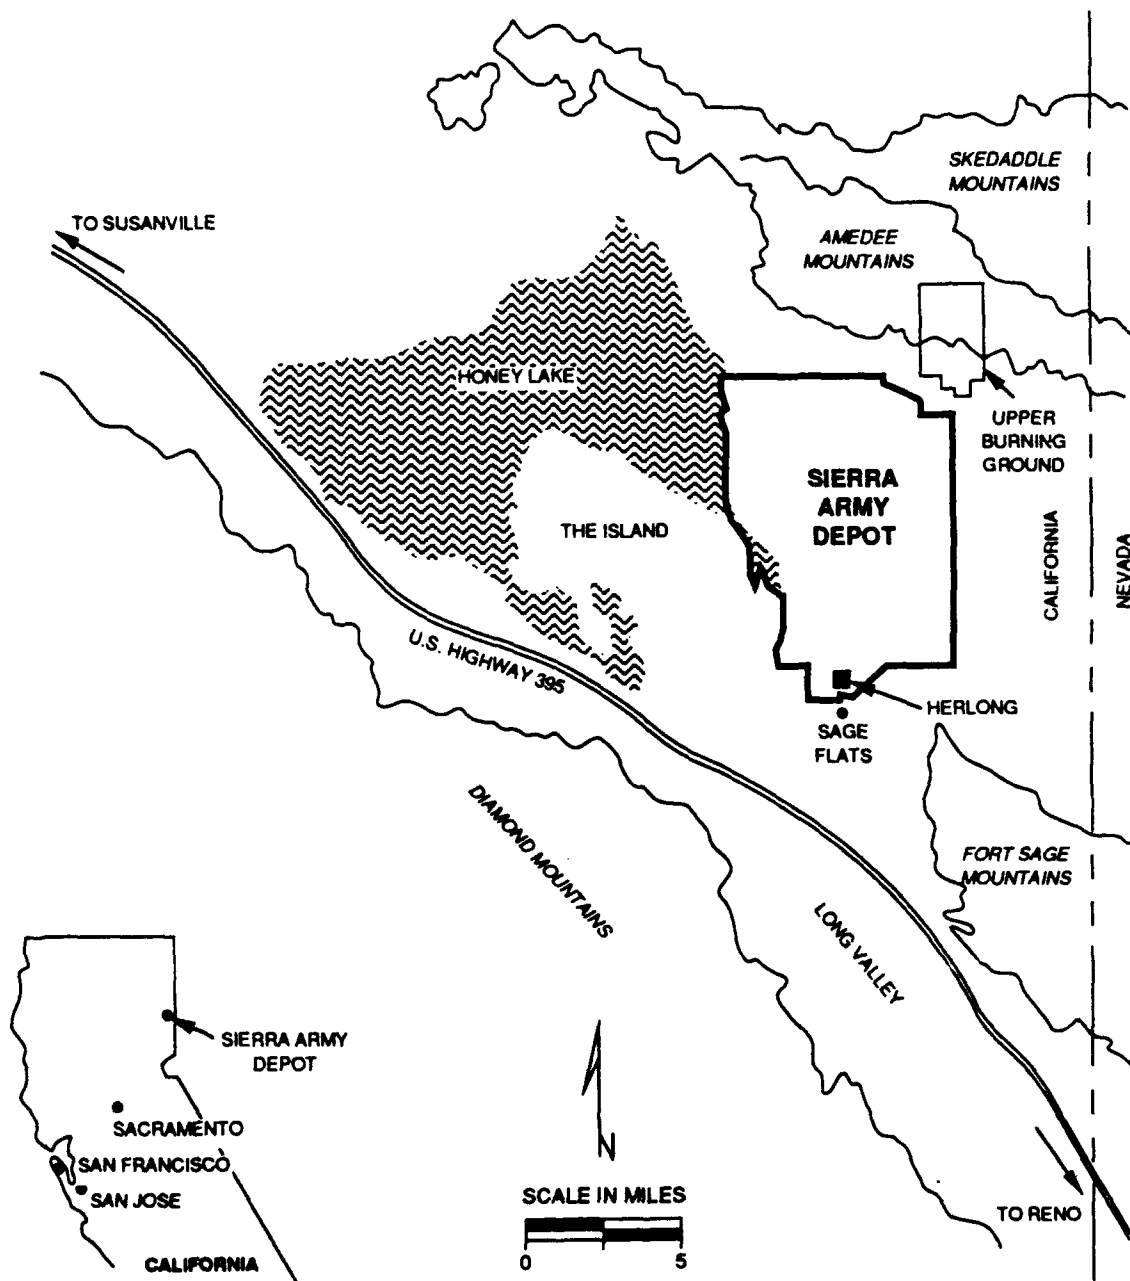 SKEDADDLE
MOUNTAINS
TO SUSANVILLE
AMEDEE
MOUNTAINS
HONEY LAKE
UPPER
BURNING
GROUND
SIERRA
ARMY
DEPOT
THE ISLAND
CALIFORNIA
NEVADA
U.S. HIGHWAY 395
HERLONG
SAGE
FLATS
DIAMOND MOUNTAINS
FORT SAGE
MOUNTAINS
LONG VALLEY
SIERRA ARMY
DEPOT
SACRAMENTO
SAN FRANCISCO
SAN JOSE
CALIFORNIA
N
SCALE IN MILES
0 5
TO RENO